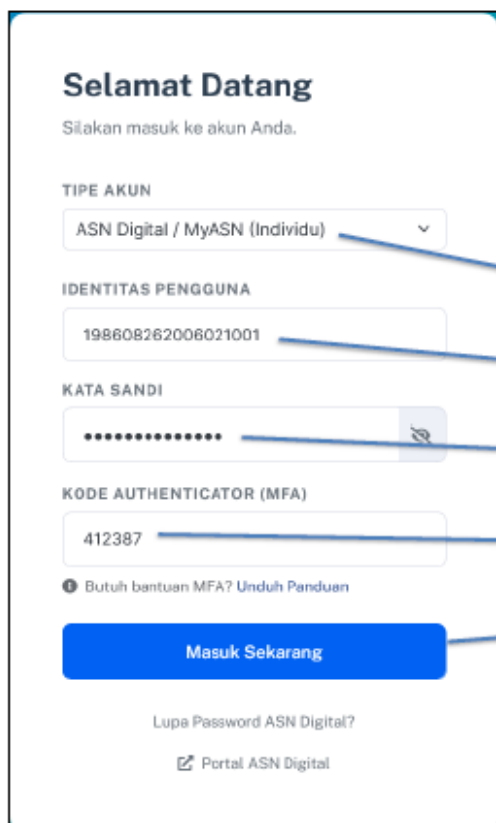 Selamat Datang
Silakan masuk ke akun Anda.
TIPE AKUN
ASN Digital / MyASN (Individu)
IDENTITAS PENGGUNA
198608262006021001
KATA SANDI
••••••••••••••
KODE AUTHENTICATOR (MFA)
412387
Butuh bantuan MFA? Unduh Panduan
Masuk Sekarang
Lupa Password ASN Digital?
Portal ASN Digital